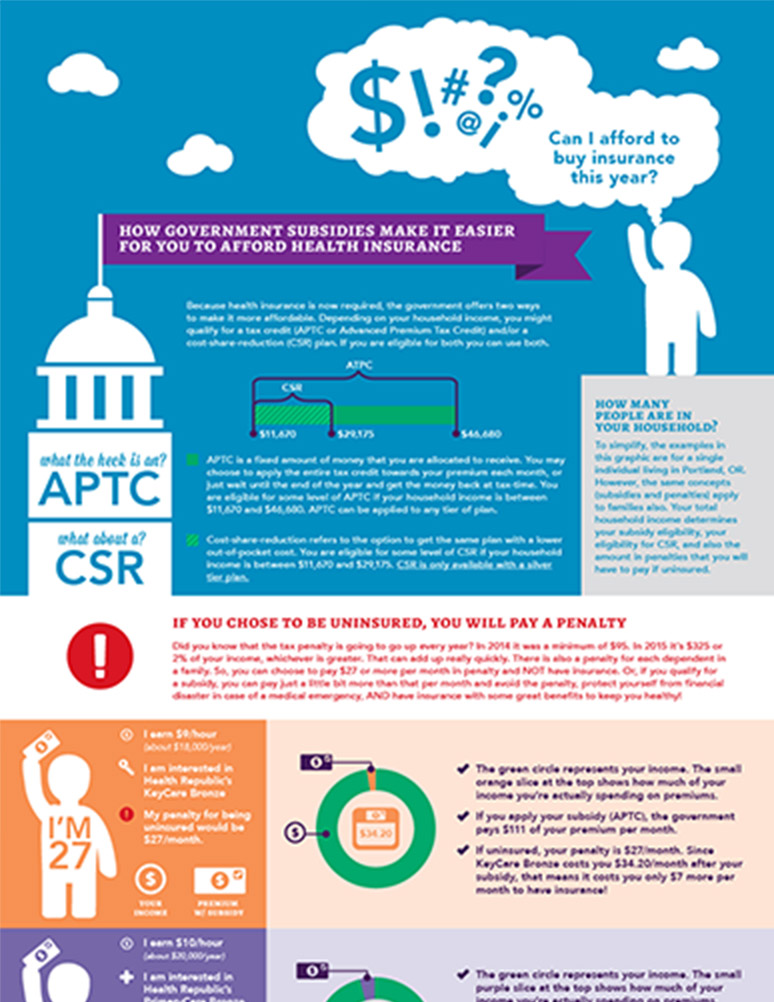 $!#?%
@¡
Can I afford to
buy insurance
this year?
HOW GOVERNMENT SUBSIDIES MAKE IT EASIER
FOR YOU TO AFFORD HEALTH INSURANCE
Because health insurance is now required, the government offers two ways
to make it more affordable. Depending on your household income, you might
qualify for a tax credit (APTC or Advanced Premium Tax Credit) and/or a
cost-share-reduction (CSR) plan. If you are eligible for both you can use both.
ATPC
CSR
$11,670
$29,175
$46,680
what the heck is an?
APTC
APTC is a fixed amount of money that you are allocated to receive. You may
choose to apply the entire tax credit towards your premium each month, or
just wait until the end of the year and get the money back at tax-time. You
are eligible for some level of APTC if your household income is between
$11,670 and $46,680. APTC can be applied to any tier of plan.
what about a?
CSR
Cost-share-reduction refers to the option to get the same plan with a lower
out-of-pocket cost. You are eligible for some level of CSR if your household
income is between $11,670 and $29,175. CSR is only available with a silver
tier plan.
HOW MANY
PEOPLE ARE IN
YOUR HOUSEHOLD?
To simplify, the examples in
this graphic are for a single
individual living in Portland, OR.
However, the same concepts
(subsidies and penalties) apply
to families also. Your total
household income determines
your subsidy eligibility, your
eligibility for CSR, and also the
amount in penalties that you will
have to pay if uninsured.
!
IF YOU CHOSE TO BE UNINSURED, YOU WILL PAY A PENALTY
Did you know that the tax penalty is going to go up every year? In 2014 it was a minimum of $95. In 2015 it's $325 or
2% of your income, whichever is greater. That can add up really quickly. There is also a penalty for each dependent in
a family. So, you can choose to pay $27 or more per month in penalty and NOT have insurance. Or, if you qualify for
a subsidy, you can pay just a little bit more than that per month and avoid the penalty, protect yourself from financial
disaster in case of a medical emergency, AND have insurance with some great benefits to keep you healthy!
I'M
27
I earn $9/hour
(about $18,000/year)
I am interested in
Health Republic's
KeyCare Bronze
My penalty for being
uninsured would be
$27/month.
$
YOUR
INCOME
PREMIUM
W/ SUBSIDY
$
$34.20
The green circle represents your income. The small
orange slice at the top shows how much of your
income you're actually spending on premiums.
If you apply your subsidy (APTC), the government
pays $111 of your premium per month.
If uninsured, your penalty is $27/month. Since
KeyCare Bronze costs you $34.20/month after your
subsidy, that means it costs you only $7 more per
month to have insurance!
I earn $10/hour
(about $20,000/year)
I am interested in
Health Republic's
PrimaryCare Bronze
The green circle represents your income. The small
purple slice at the top shows how much of your
income you're actually spending on premiums.